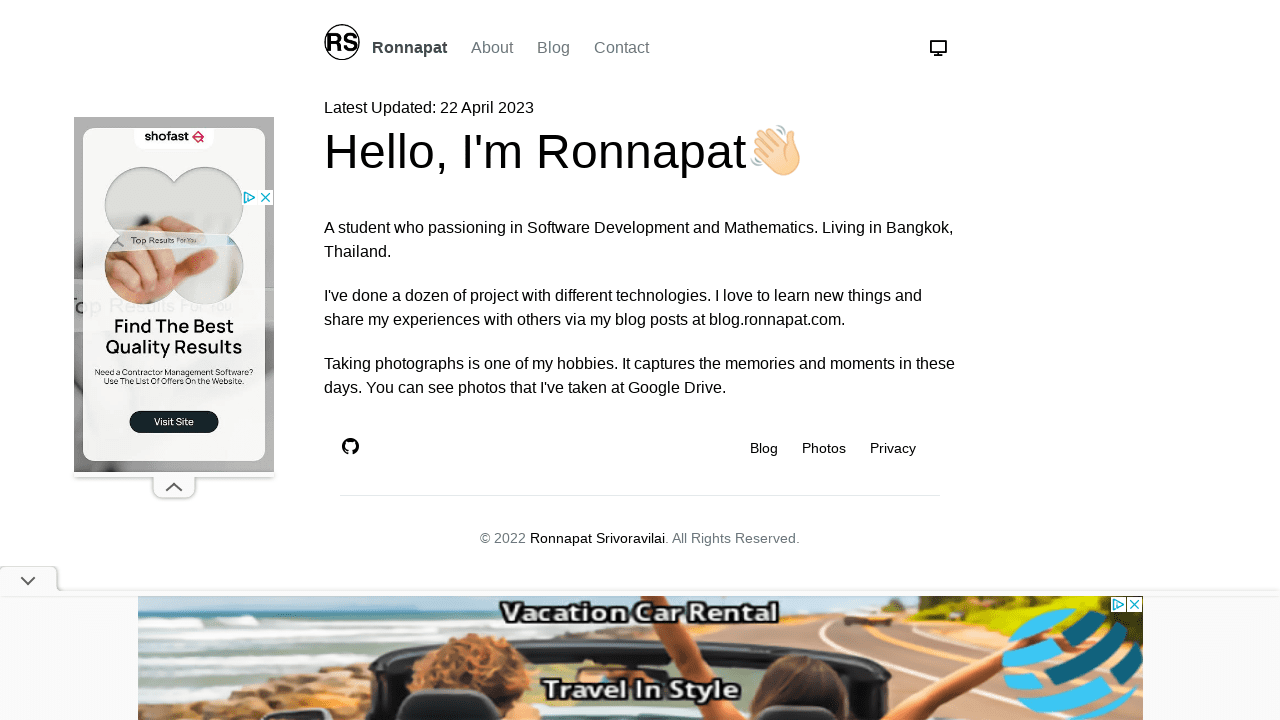 RS
Ronnapat About Blog Contact
Latest Updated: 22 April 2023
Hello, I'm Ronnapat
A student who passioning in Software Development and Mathematics. Living in Bangkok,
Thailand.
I've done a dozen of project with different technologies. I love to learn new things and
share my experiences with others via my blog posts at blog.ronnapat.com.
Taking photographs is one of my hobbies. It captures the memories and moments in these
days. You can see photos that I've taken at Google Drive.
Blog Photos Privacy
© 2022 Ronnapat Srivoravilai. All Rights Reserved.
shofast
Top Results For You
Top Results For You
Find The Best
Quality Results
Need a Contractor Management Software?
Use The List Of Offers On the Website.
Visit Site
Vacation Car Rental
Travel In Style